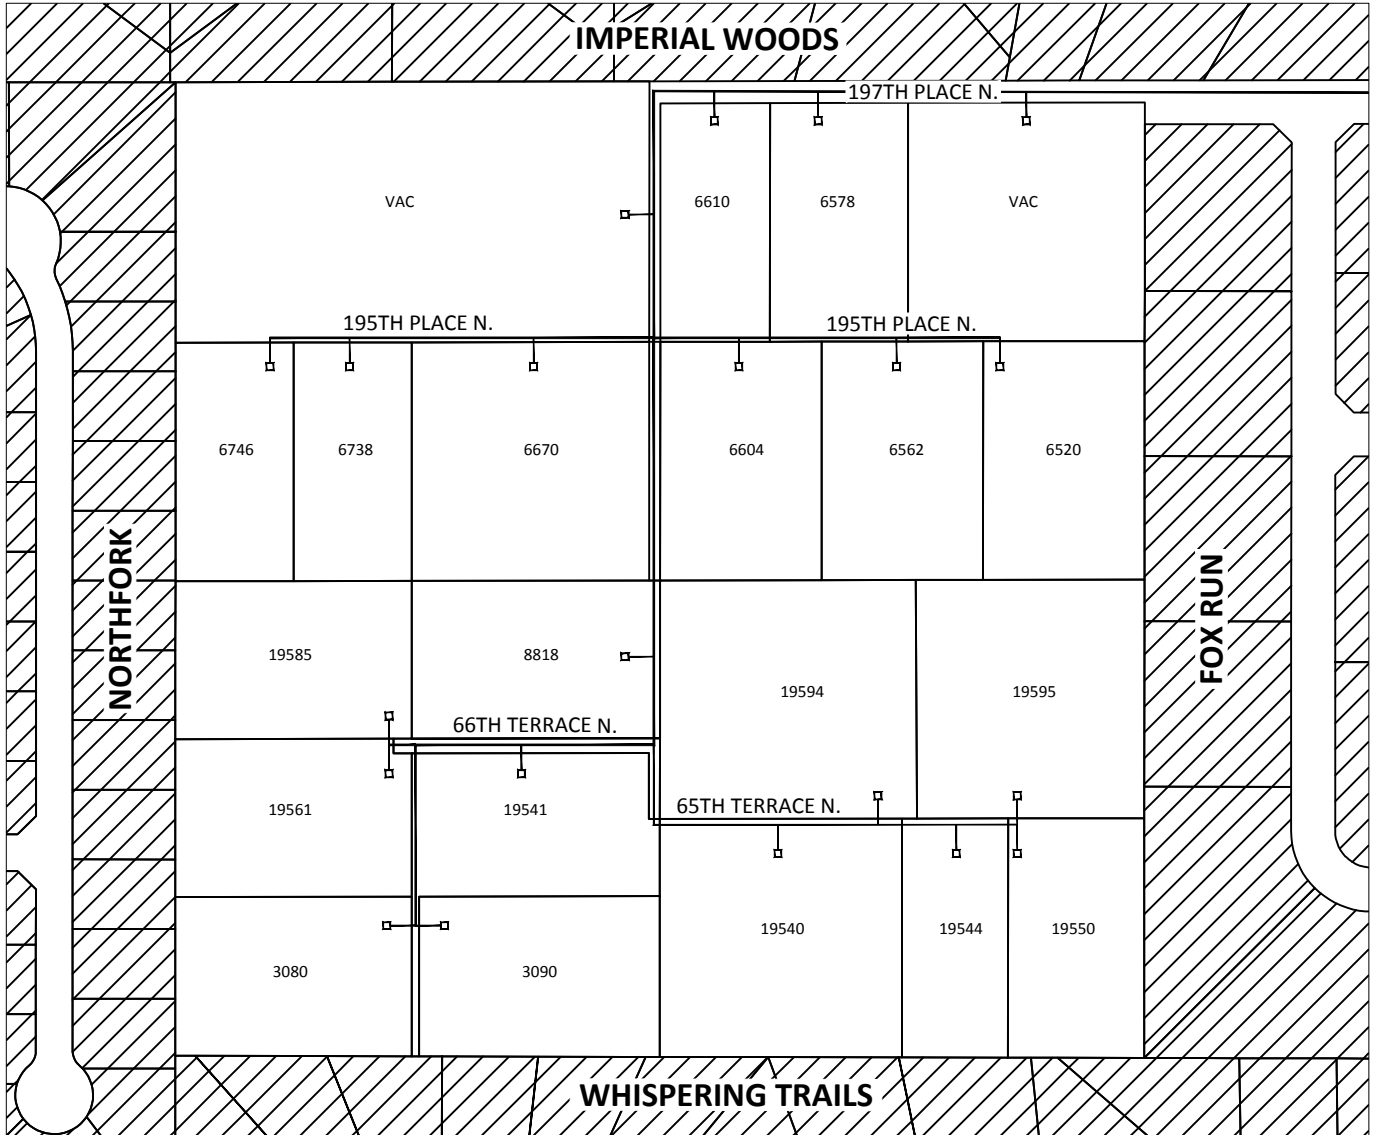 IMPERIAL WOODS
197TH PLACE N.
VAC
6610
6578
VAC
195TH PLACE N.
195TH PLACE N.
6746
6738
6670
6604
6562
6520
NORTHFORK
FOX RUN
19585
8818
19594
19595
66TH TERRACE N.
65TH TERRACE N.
19561
19541
19540
19544
19550
3080
3090
WHISPERING TRAILS